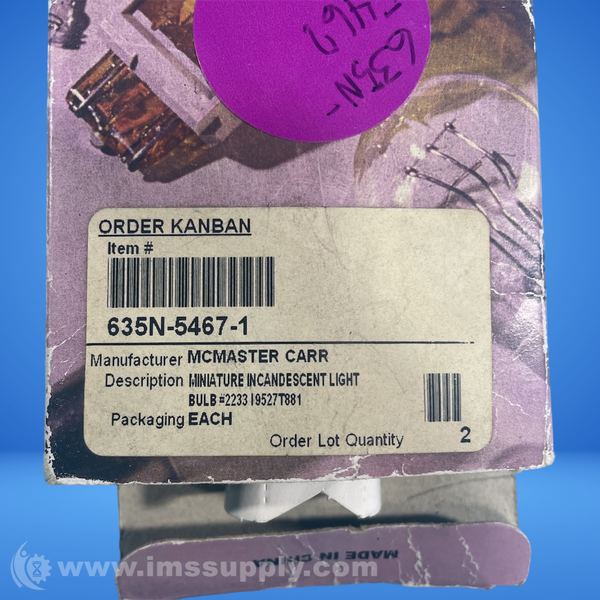 635N-
-467
ORDER KANBAN
Item #
635N-5467-1
Manufacturer MCMASTER CARR
Description MINIATURE INCANDESCENT LIGHT
BULB #2233 I9527T881
Packaging EACH
Order Lot Quantity 2
MADE IN CHINA
www.imssupply.com